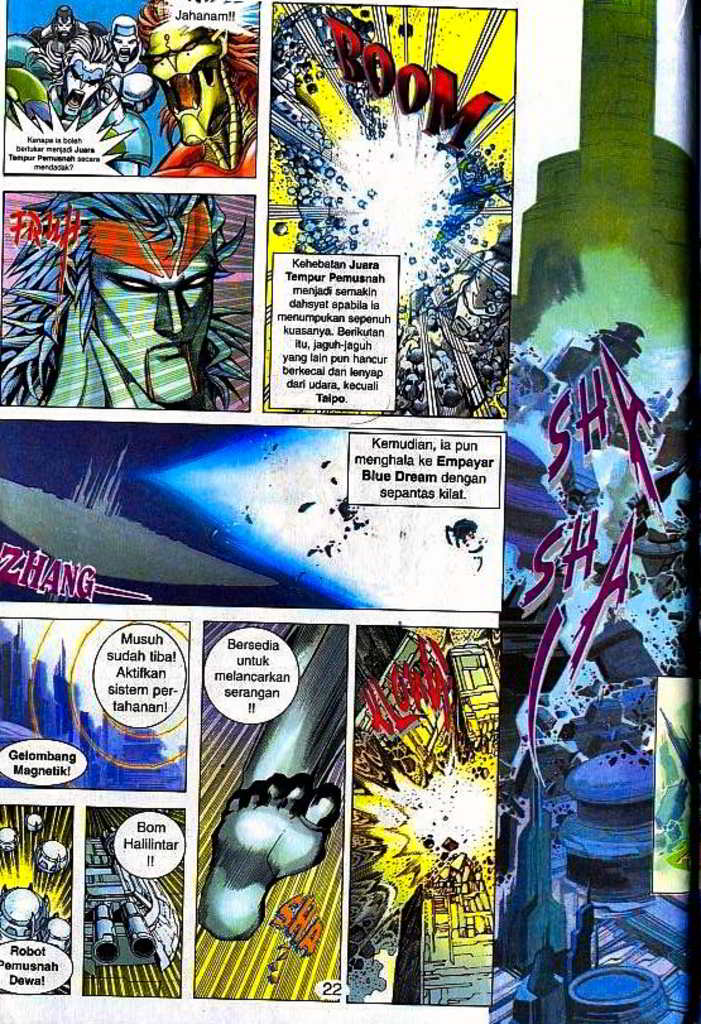 Jahanam!!
Kenapa ia boleh
bertukar menjadi Juara
Tempur Pemusnah secara
mendadak?
BOOM
Kehebatan Juara
Tempur Pemusnah
menjadi semakin
dahsyat apabila ia
menumpukan sepenuh
kuasanya. Berikutan
itu, jaguh-jaguh
yang lain pun hancur
berkecai dan lenyap
dari udara, kecuali
Taipo.
Kemudian, ia pun
menghala ke Empayar
Blue Dream dengan
sepantas kilat.
ZHANG
SHA
SHA
Musuh
sudah tiba!
Aktifkan
sistem per-
tahanan!
Gelombang
Magnetik!
Bersedia
untuk
melancarkan
serangan
!!
Bom
Halilintar
!!
Robot
Pemusnah
Dewa!
SHA
22